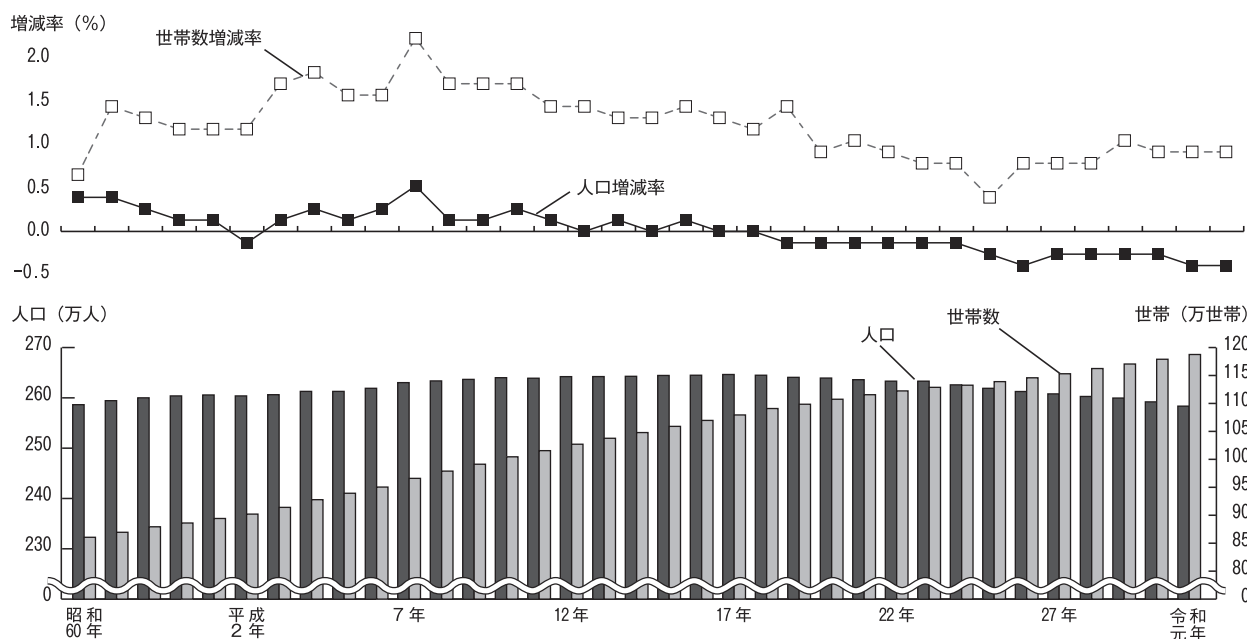 増減率（%）
世帯数増減率
2.0
1.5
1.0
0.5
人口増減率
0.0
−0.5
人口（万人）
世帯数
世帯（万世帯）
人口
270
260
250
240
230
0
120
115
110
105
100
95
90
85
80
0
昭和60年
平成2年
7年
12年
17年
22年
27年
令和元年